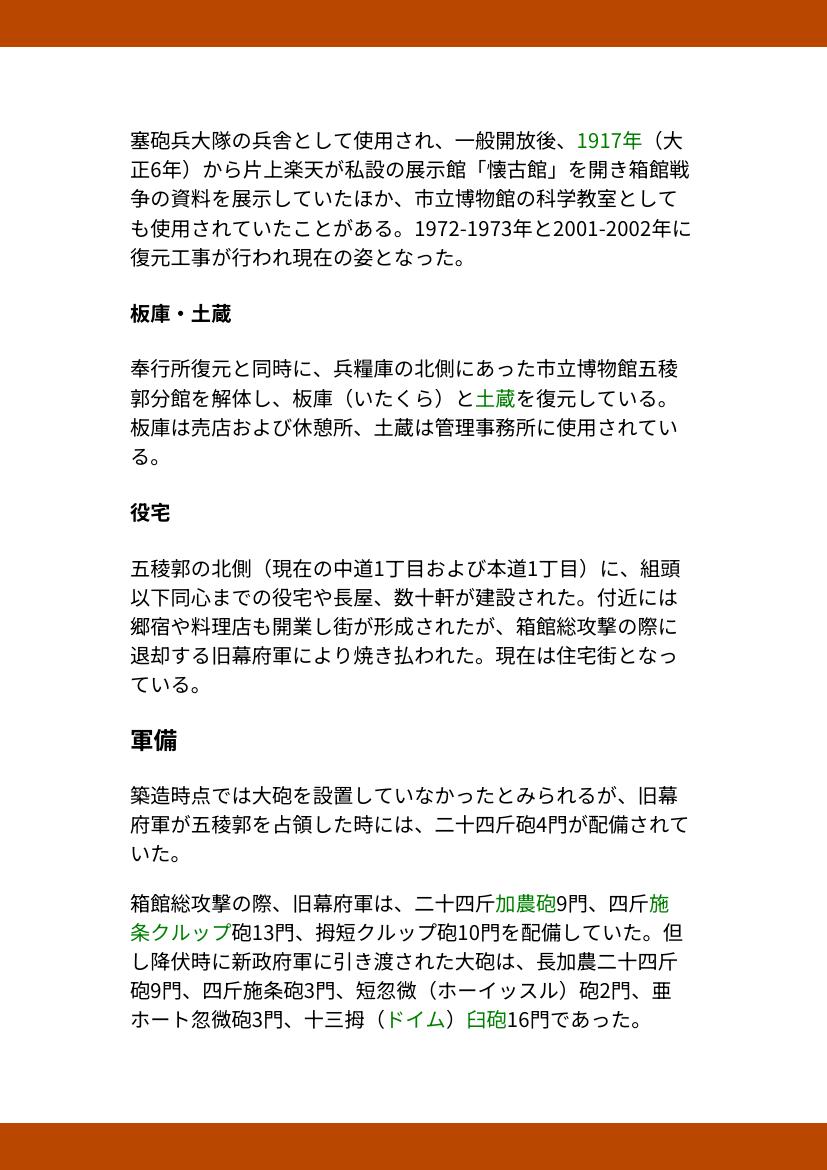 塞砲兵大隊の兵舎として使用され、一般開放後、1917年（大
正6年）から片上楽天が私設の展示館「懐古館」を開き箱館戦
争の資料を展示していたほか、市立博物館の科学教室として
も使用されていたことがある。1972-1973年と2001-2002年に
復元工事が行われ現在の姿となった。
板庫・土蔵
奉行所復元と同時に、兵糧庫の北側にあった市立博物館五稜
郭分館を解体し、板庫（いたくら）と土蔵を復元している。
板庫は売店および休憩所、土蔵は管理事務所に使用されてい
る。
役宅
五稜郭の北側（現在の中道1丁目および本道1丁目）に、組頭
以下同心までの役宅や長屋、数十軒が建設された。付近には
郷宿や料理店も開業し街が形成されたが、箱館総攻撃の際に
退却する旧幕府軍により焼き払われた。現在は住宅街となっ
ている。
軍備
築造時点では大砲を設置していなかったとみられるが、旧幕
府軍が五稜郭を占領した時には、二十四斤砲4門が配備されて
いた。
箱館総攻撃の際、旧幕府軍は、二十四斤加農砲9門、四斤施
条クルップ砲13門、拇短クルップ砲10門を配備していた。但
し降伏時に新政府軍に引き渡された大砲は、長加農二十四斤
砲9門、四斤施条砲3門、短忽微（ホーイッスル）砲2門、亜
ホート忽微砲3門、十三拇（ドイム）臼砲16門であった。